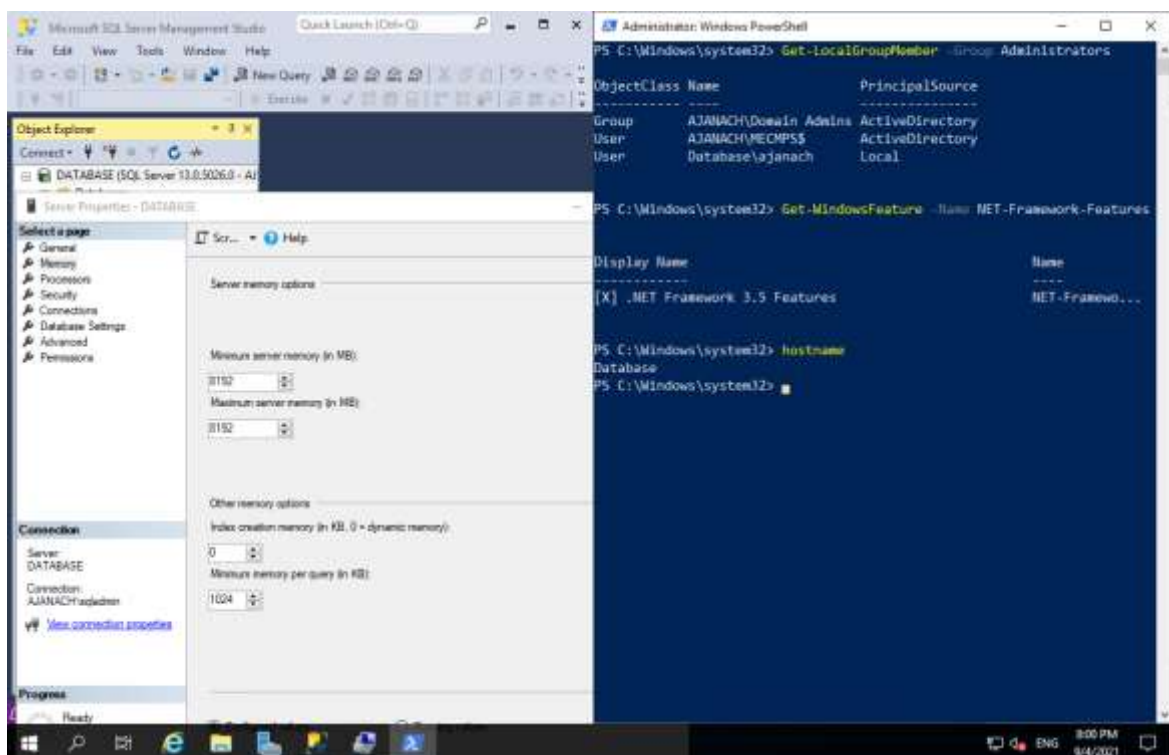 Microsoft SQL Server Management Studio
Quick Launch (Ctrl+Q)
File Edit View Tools Window Help
New Query
Execute
Object Explorer
Connect
DATABASE (SQL Server 13.0.5026.0 - AJ
Server Properties - DATABASE
Select a page
General
Memory
Processors
Security
Connections
Database Settings
Advanced
Permissions
Scr... Help
Server memory options
Minimum server memory (in MB):
8192
Maximum server memory (in MB):
8192
Other memory options
Index creation memory (in KB, 0 = dynamic memory):
0
Minimum memory per query (in KB):
1024
Connection
Server:
DATABASE
Connection:
AJANACH\sqladmin
View connection properties
Progress
Ready
Administrator: Windows PowerShell
PS C:\Windows\system32> Get-LocalGroupMember -Group Administrators
ObjectClass Name PrincipalSource
----------- ---- ---------------
Group AJANACH\Domain Admins ActiveDirectory
User AJANACH\MECMPS$ ActiveDirectory
User Database\ajanach Local
PS C:\Windows\system32> Get-WindowsFeature -Name NET-Framework-Features
Display Name Name
------------ ----
[X] .NET Framework 3.5 Features NET-Framewo...
PS C:\Windows\system32> hostname
Database
PS C:\Windows\system32>
ENG
8:00 PM
9/4/2021